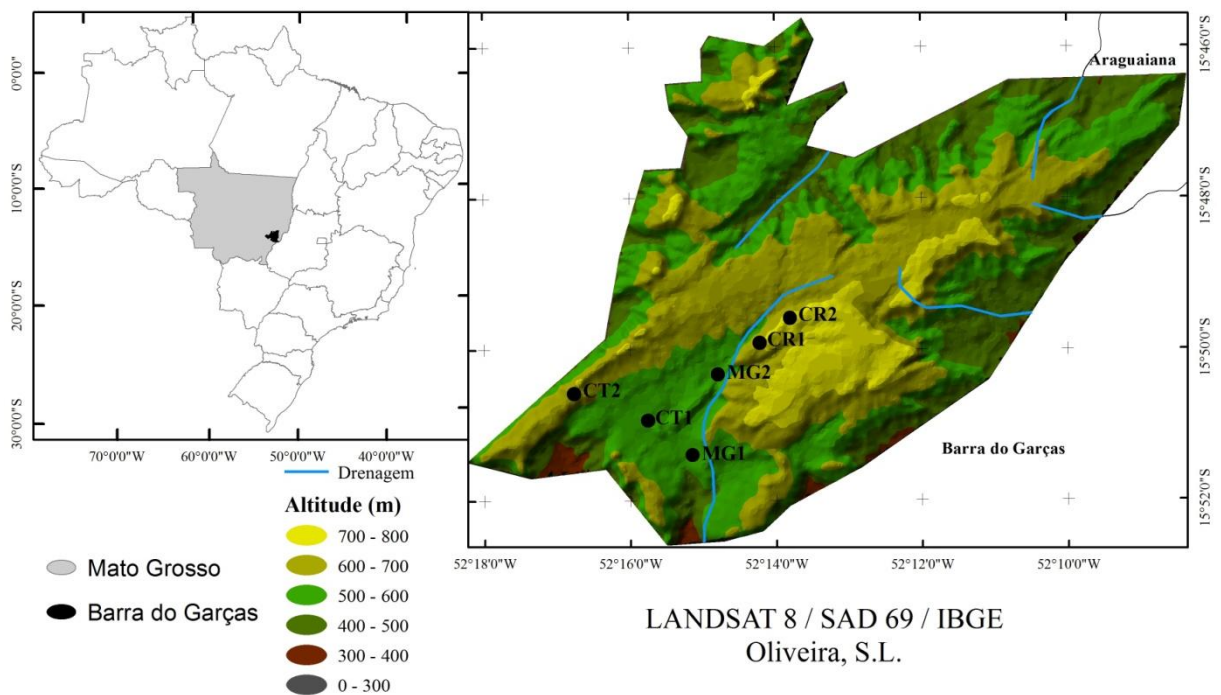 0°0'0"
10°0'0"S
20°0'0"S
30°0'0"S
70°0'0"W
60°0'0"W
50°0'0"W
40°0'0"W
Drenagem
Altitude (m)
700 - 800
600 - 700
500 - 600
400 - 500
300 - 400
0 - 300
Mato Grosso
Barra do Garças
Araguaiana
CR2
CR1
MG2
CT2
CT1
MG1
Barra do Garças
15°46'0"S
15°48'0"S
15°50'0"S
15°52'0"S
52°18'0"W
52°16'0"W
52°14'0"W
52°12'0"W
52°10'0"W
LANDSAT 8 / SAD 69 / IBGE
Oliveira, S.L.